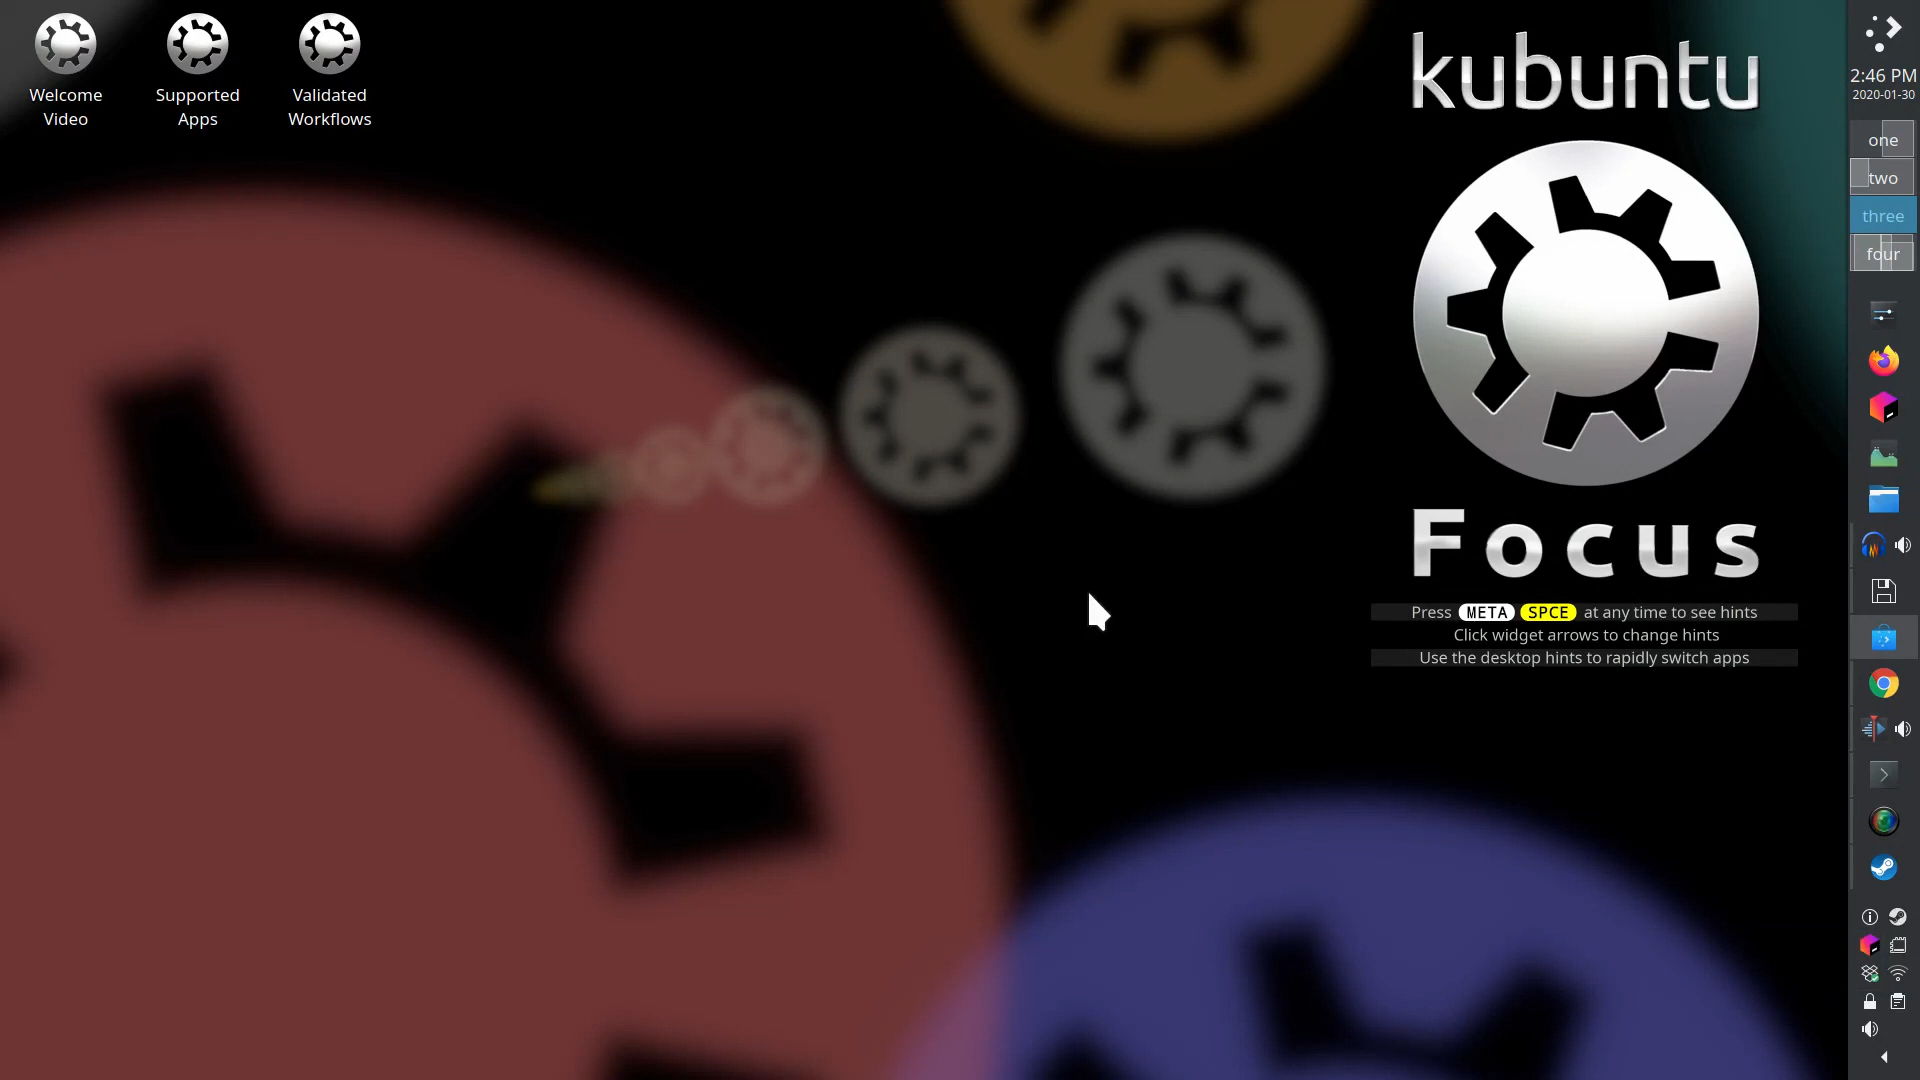 Welcome
Video
Supported
Apps
Validated
Workflows
kubuntu
Focus
Press META SPCE at any time to see hints
Click widget arrows to change hints
Use the desktop hints to rapidly switch apps
2:46 PM
2020-01-30
one
two
three
four